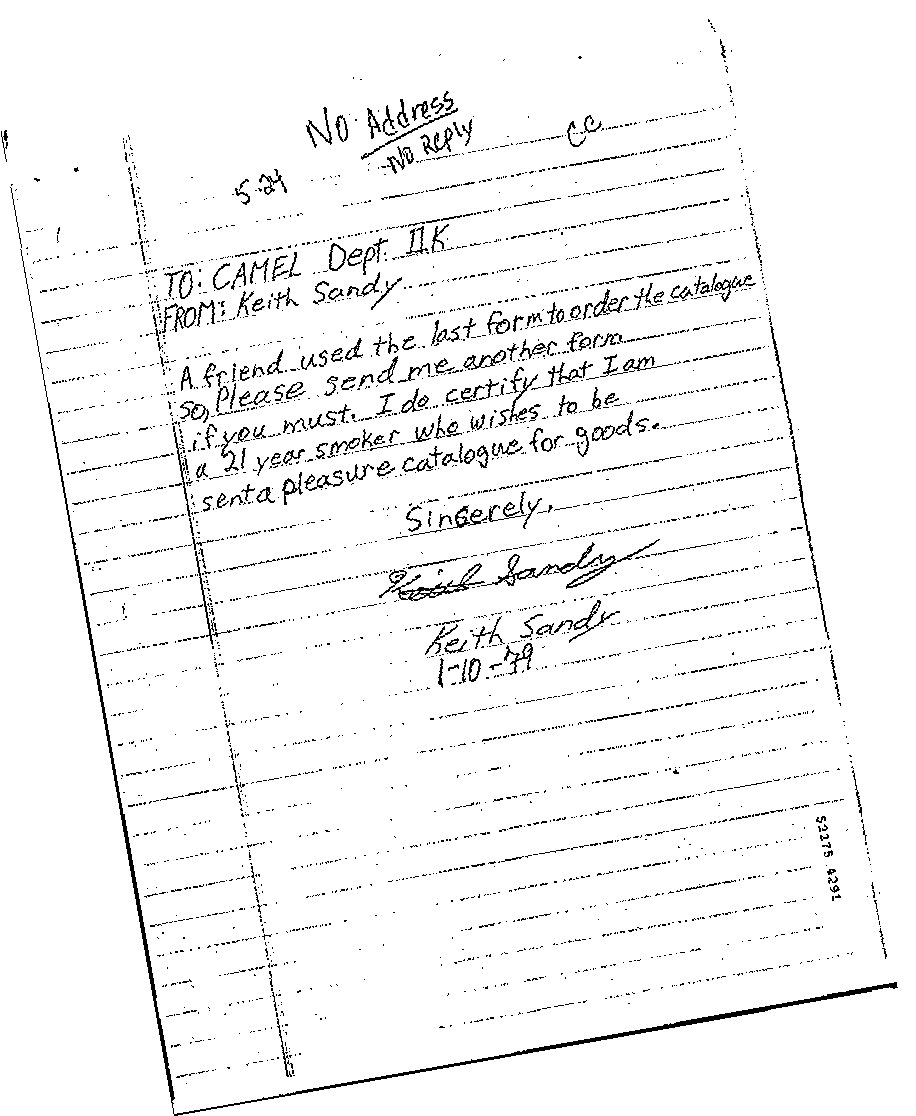 No Address
No Reply
CC
5-24
TO: CAMEL Dept. IIK
FROM: Keith Sandy
A friend used the last form to order the catalogue
so, Please send me another form
if you must. I do certify that I am
a 21 year smoker who wishes to be
sent a pleasure catalogue for goods.
Sincerely,
Keith Sandy
Keith Sandy
1-10-79
52175 4291